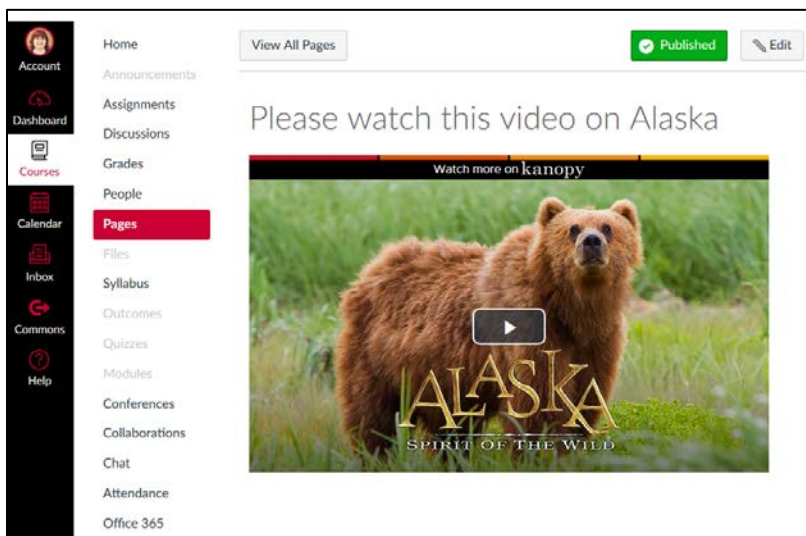 Account
Dashboard
Courses
Calendar
Inbox
Commons
Help
Home
Announcements
Assignments
Discussions
Grades
People
Pages
Files
Syllabus
Outcomes
Quizzes
Modules
Conferences
Collaborations
Chat
Attendance
Office 365
View All Pages
Published
Edit
Please watch this video on Alaska
Watch more on kanopy
ALASKA
SPIRIT OF THE WILD